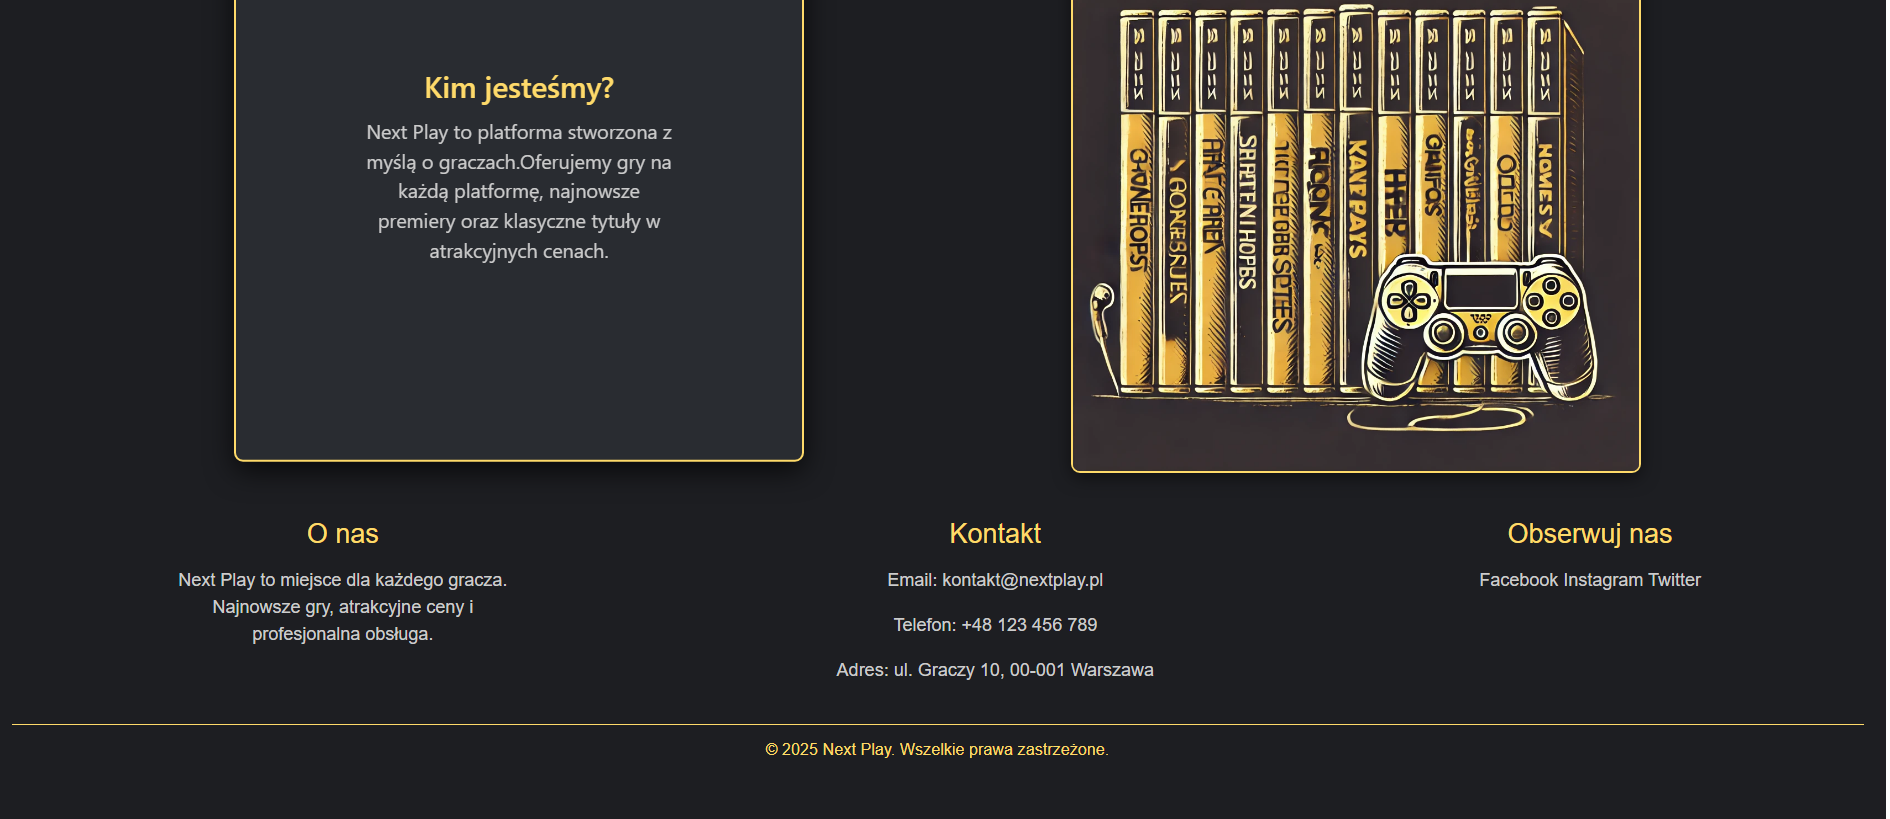 Kim jesteśmy?
Next Play to platforma stworzona z
myślą o graczach.Oferujemy gry na
każdą platformę, najnowsze
premiery oraz klasyczne tytuły w
atrakcyjnych cenach.
O nas
Next Play to miejsce dla każdego gracza.
Najnowsze gry, atrakcyjne ceny i
profesjonalna obsługa.
Kontakt
Email: kontakt@nextplay.pl
Telefon: +48 123 456 789
Adres: ul. Graczy 10, 00-001 Warszawa
Obserwuj nas
Facebook Instagram Twitter
© 2025 Next Play. Wszelkie prawa zastrzeżone.